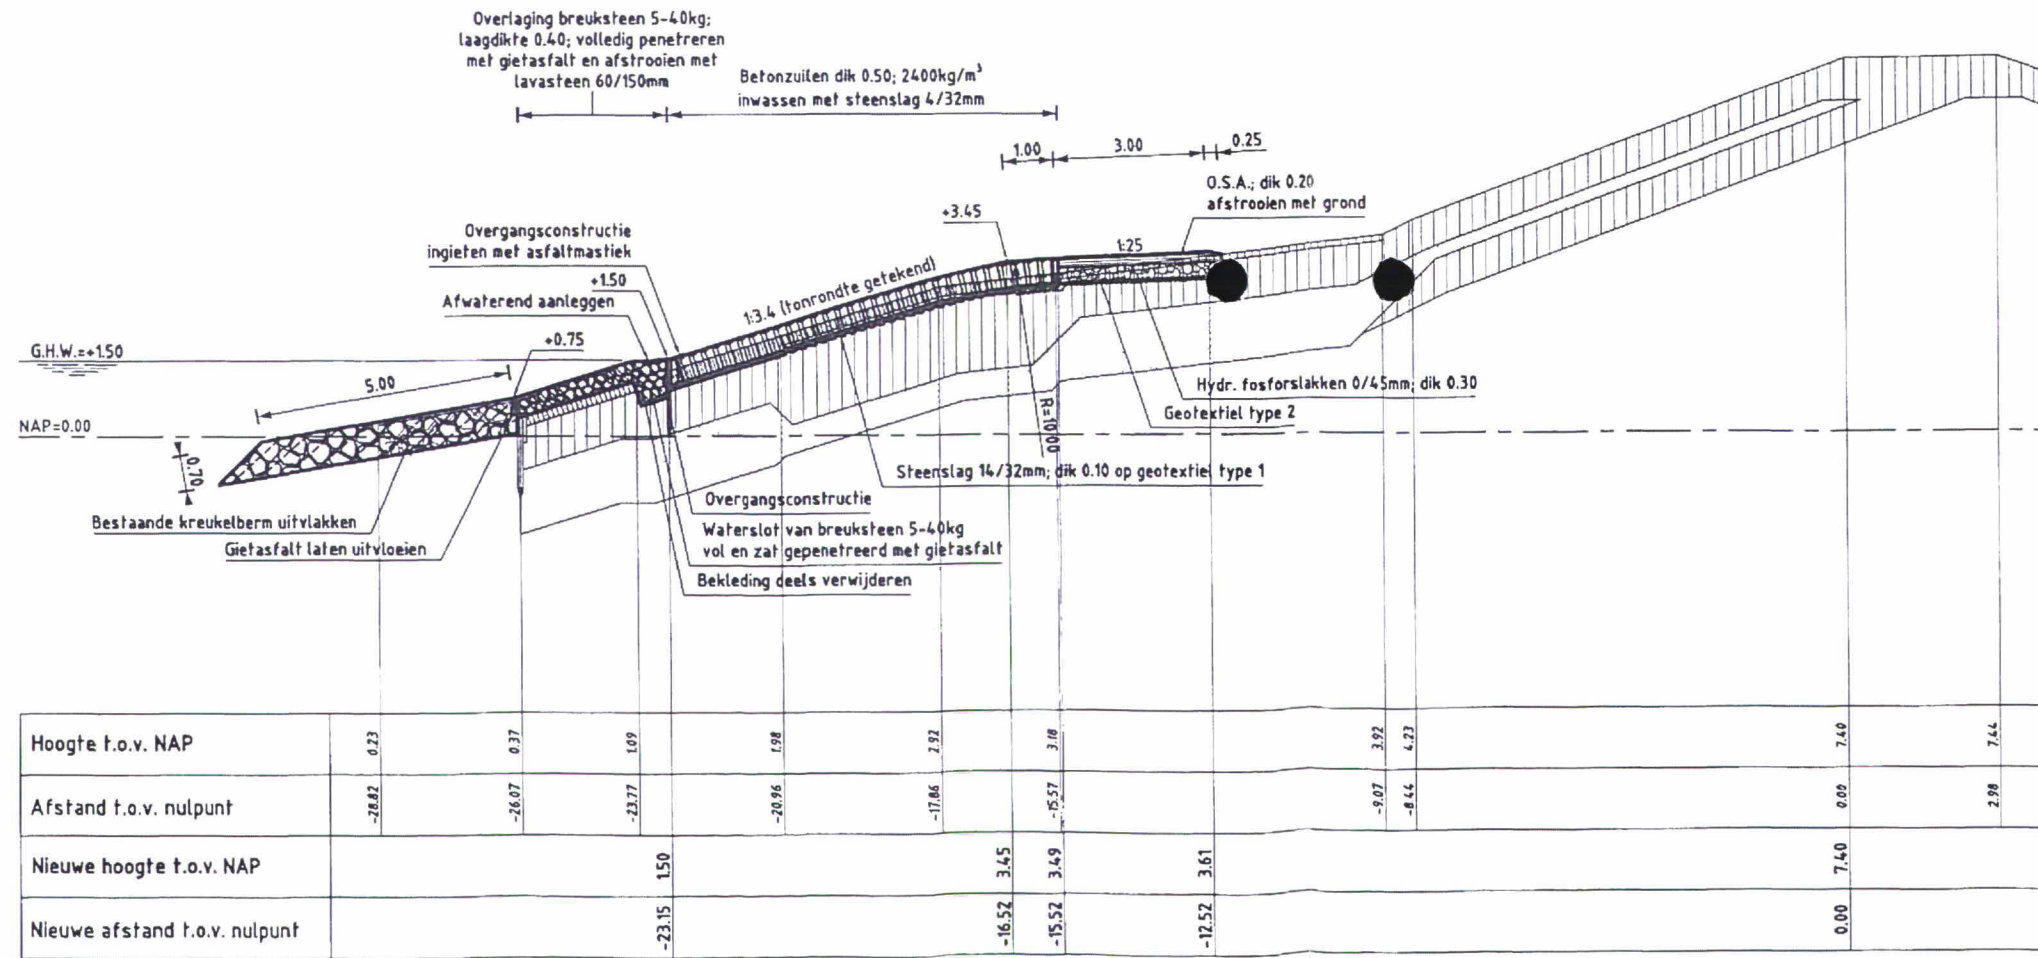 Overlaging breuksteen 5-40kg;
laagdikte 0.40; volledig penetreren
met gietasfalt en afstrooien met
lavasteen 60/150mm
Betonzuilen dik 0.50; 2400kg/m³
inwassen met steenslag 4/32mm
1.00
3.00
0.25
O.S.A.; dik 0.20
afstrooien met grond
+3.45
Overgangsconstructie
ingieten met asfaltmastiek
1:25
+1.50
1:3.4 (tonrondte getekend)
Afwaterend aanleggen
+0.75
G.H.W.=+1.50
5.00
Hydr. fosforslakken 0/45mm; dik 0.30
Geotextiel type 2
NAP=0.00
R=10.00
0.70
Steenslag 14/32mm; dik 0.10 op geotextiel type 1
Overgangsconstructie
Bestaande kreukelberm uitvlakken
Waterslot van breuksteen 5-40kg
vol en zat gepenetreerd met gietasfalt
Gietasfalt laten uitvloeien
Bekleding deels verwijderen
Hoogte t.o.v. NAP 0.23 0.37 1.09 1.98 2.92 3.18 3.92 4.23 7.40 7.44
Afstand t.o.v. nulpunt -28.82 -26.07 -23.77 -20.96 -17.86 -15.57 -9.07 -8.44 0.00 2.98
Nieuwe hoogte t.o.v. NAP 1.50 3.45 3.49 3.61 7.40
Nieuwe afstand t.o.v. nulpunt -23.15 -16.52 -15.52 -12.52 0.00